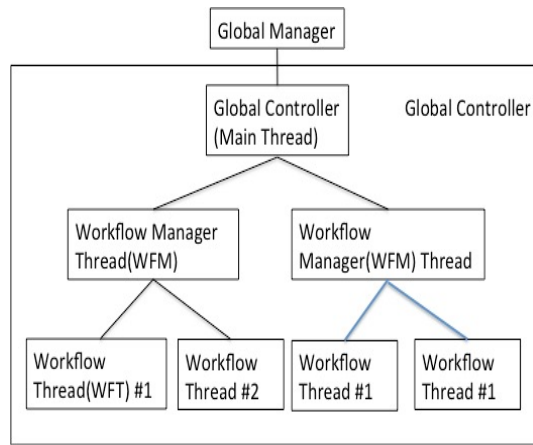 Global Manager
Global Controller
(Main Thread)
Global Controller
Workflow Manager
Thread(WFM)
Workflow
Manager(WFM) Thread
Workflow
Thread(WFT) #1
Workflow
Thread #2
Workflow
Thread #1
Workflow
Thread #1